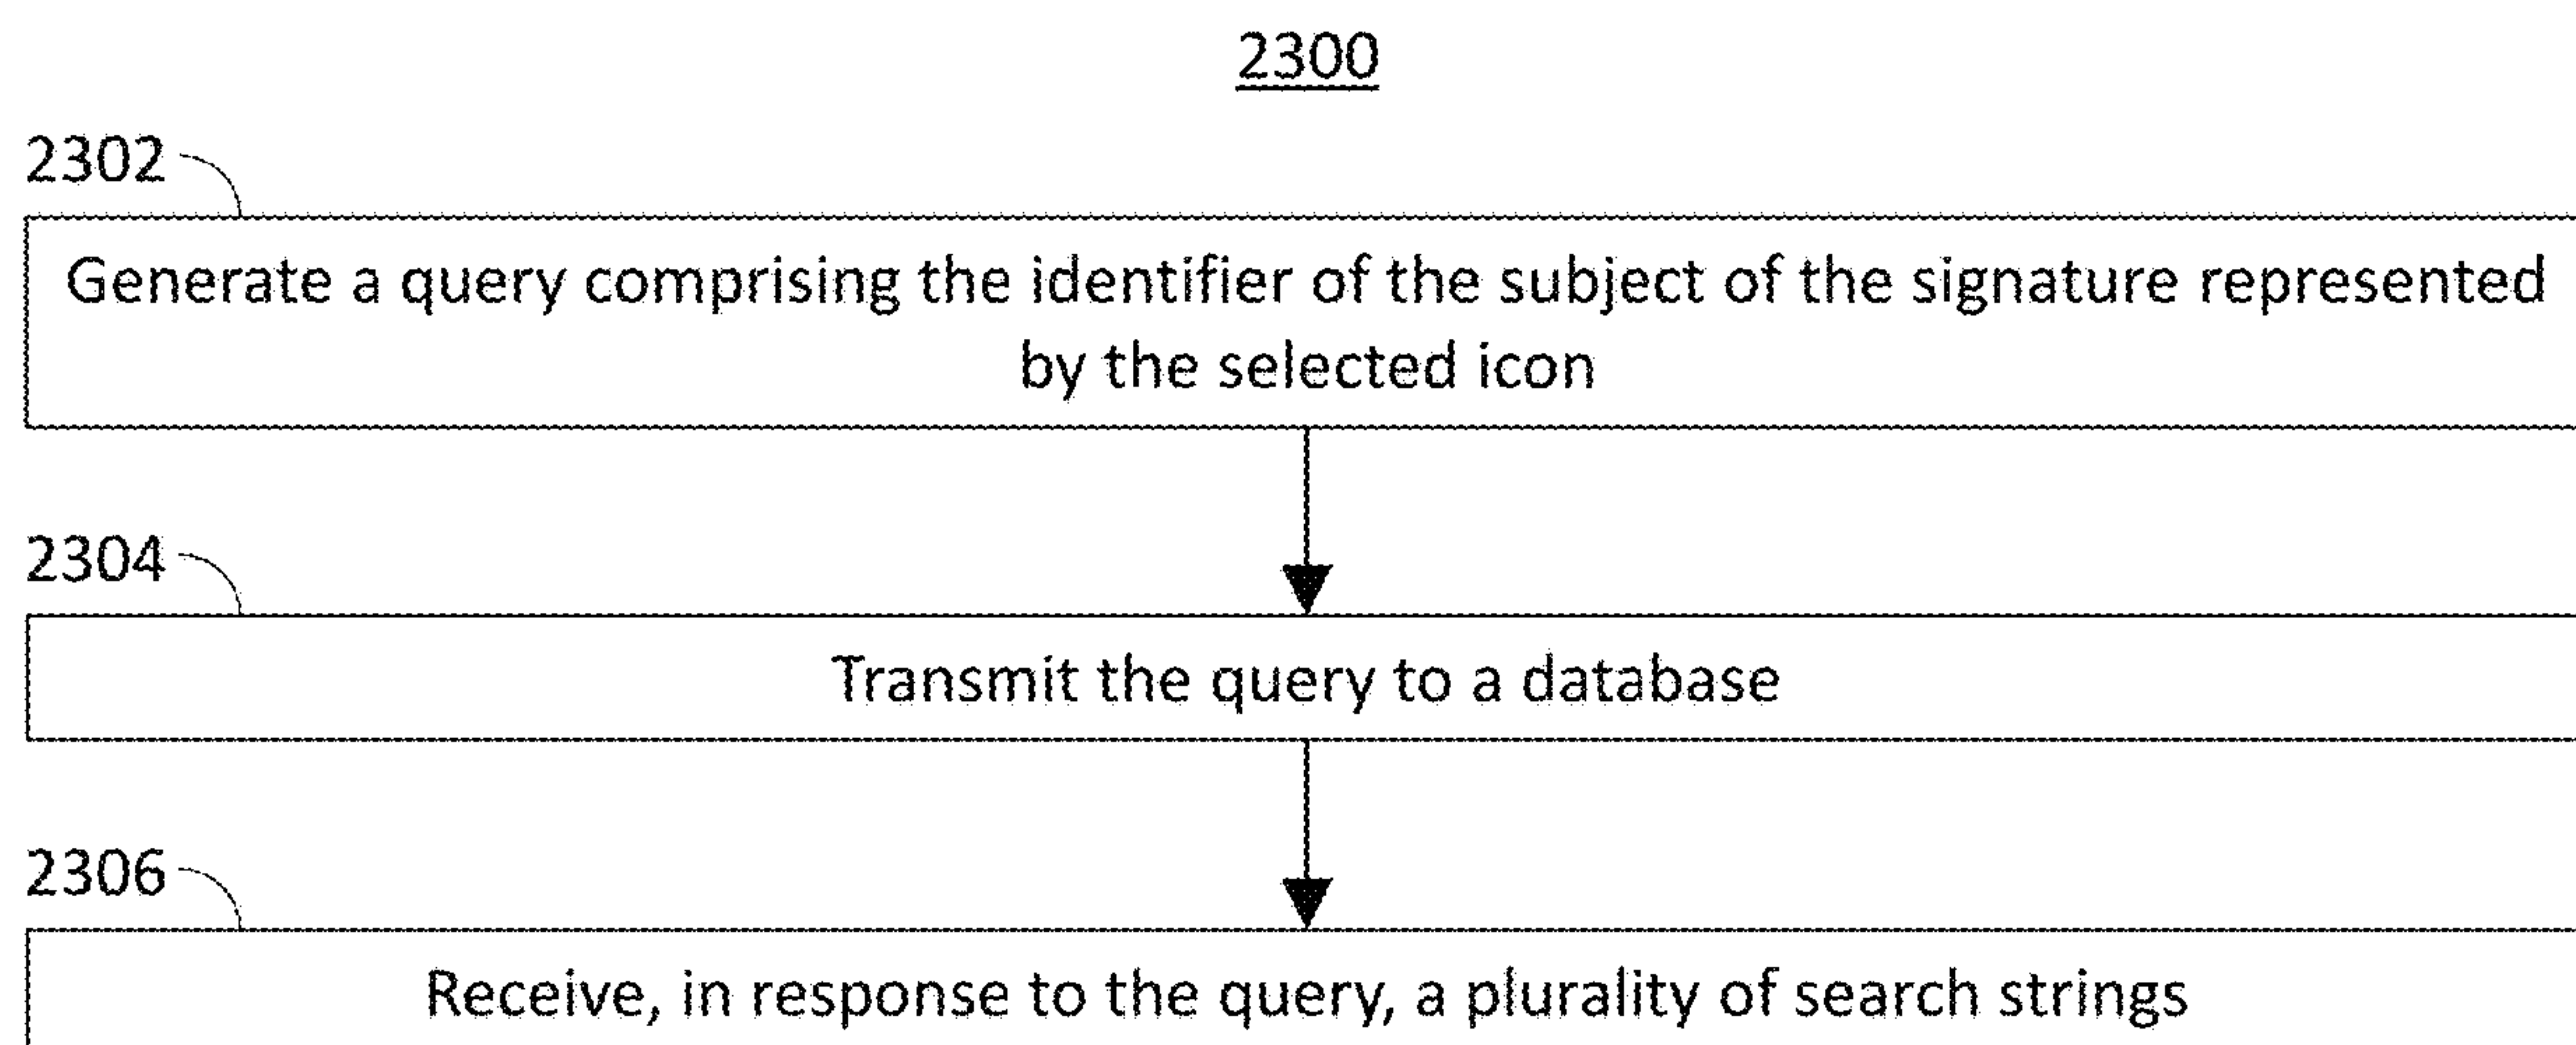 2300
2302
Generate a query comprising the identifier of the subject of the signature represented
by the selected icon
2304
Transmit the query to a database
2306
Receive, in response to the query, a plurality of search strings